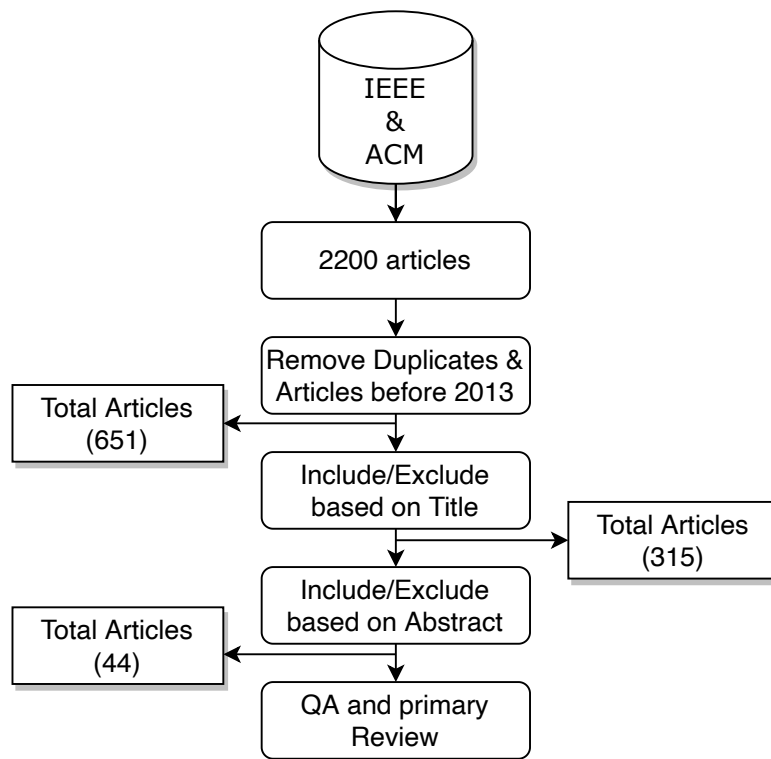 IEEE
&
ACM
2200 articles
Remove Duplicates &
Articles before 2013
Total Articles
(651)
Include/Exclude
based on Title
Total Articles
(315)
Include/Exclude
based on Abstract
Total Articles
(44)
QA and primary
Review